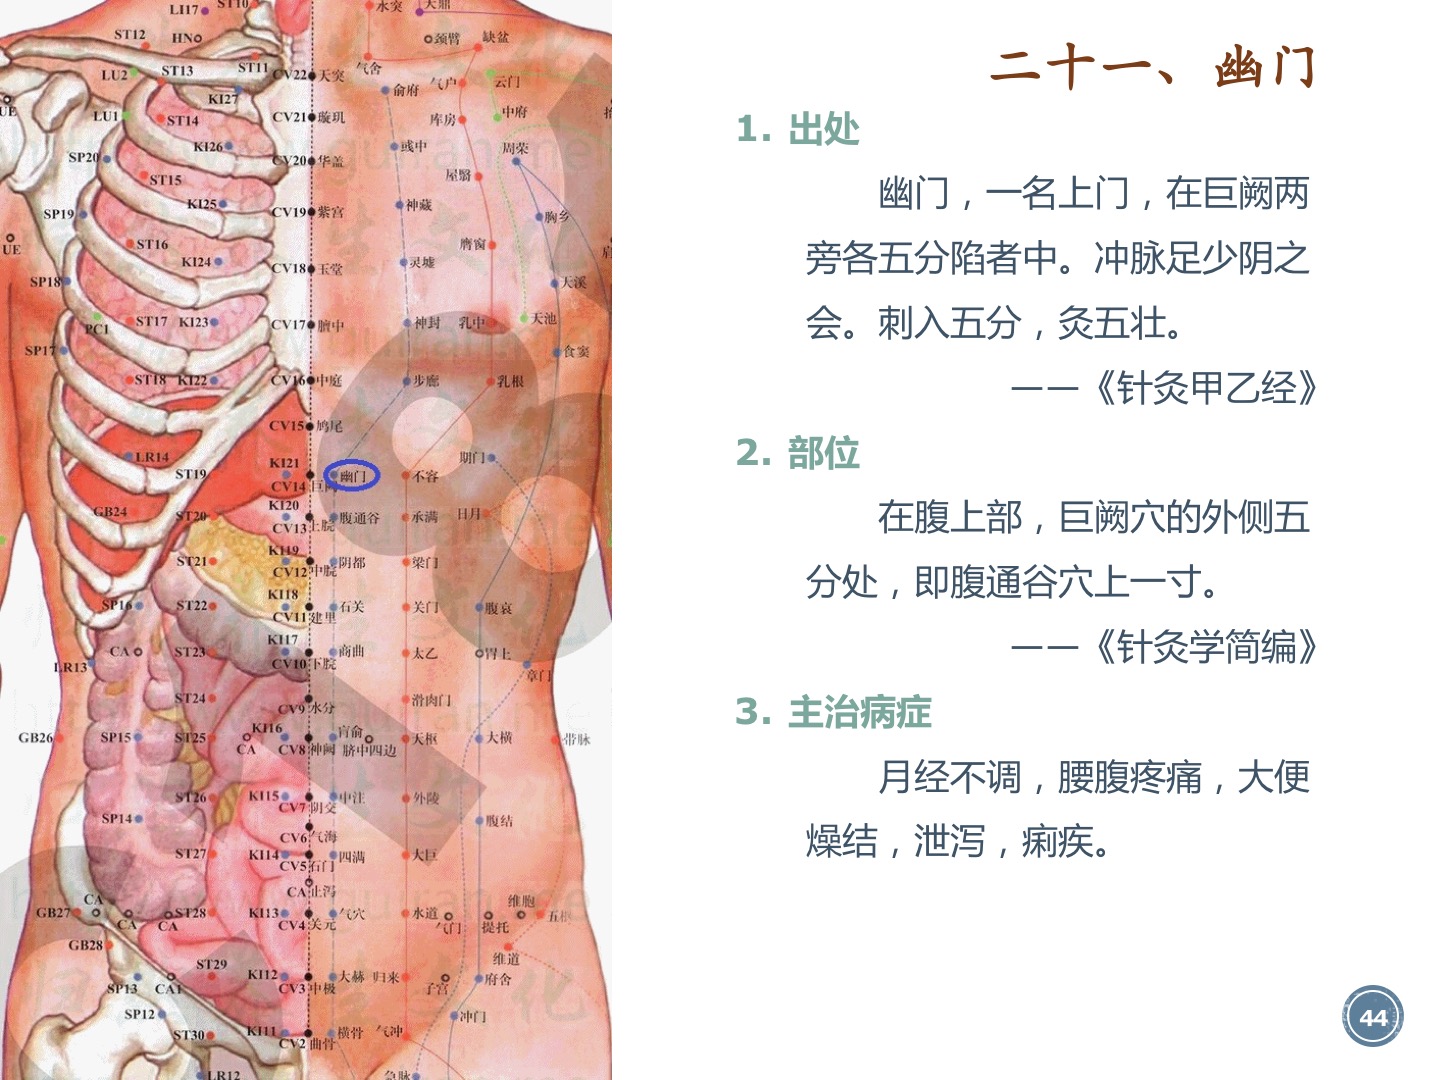 二十一、幽门
1. 出处
幽门，一名上门，在巨阙两
旁各五分陷者中。冲脉足少阴之
会。刺入五分，灸五壮。
——《针灸甲乙经》
2. 部位
在腹上部，巨阙穴的外侧五
分处，即腹通谷穴上一寸。
——《针灸学简编》
3. 主治病症
月经不调，腰腹疼痛，大便
燥结，泄泻，痢疾。
44
LI17 ST10 水突 大鼎
ST12 HN 颈臂 缺盆
LU2 ST13 ST11 CV22 天突 气舍 气户 云门
KI27 俞府
UE LU1 ST14 CV21 璇玑 库房 中府
SP20 KI26 CV20 华盖 彧中 周荣
ST15 屋翳
SP19 KI25 CV19 紫宫 神藏 胸乡
UE ST16 膺窗
KI24 CV18 玉堂 灵墟
SP18 天溪
PC1 ST17 KI23 CV17 膻中 神封 乳中 天池
SP17 食窦
ST18 KI22 CV16 中庭 步廊 乳根
CV15 鸠尾
LR14 KI21 期门
ST19 CV14 巨阙 幽门 不容
GB24 KI20
ST20 CV13 上脘 腹通谷 承满 日月
KI19
ST21 CV12 中脘 阴都 梁门
KI18
SP16 ST22 CV11 建里 石关 关门 腹哀
KI17
CA ST23 CV10 下脘 商曲 太乙 胃上
LR13 章门
ST24 CV9 水分 滑肉门
KI16 肓俞
GB26 SP15 ST25 CA CV8 神阙 脐中四边 天枢 大横 带脉
ST26 KI15 CV7 阴交 中注 外陵
SP14 腹结
CV6 气海
ST27 KI14 CV5 石门 四满 大巨
CA 止泻
CA 维胞
GB27 CA CA ST28 KI13 CV4 关元 气穴 水道 气门 提托 五枢
GB28 维道
ST29
SP13 CA1 KI12 CV3 中极 大赫 归来 子宫 府舍
SP12 冲门
ST30 KI11 CV2 曲骨 横骨 气冲
LR12 急脉